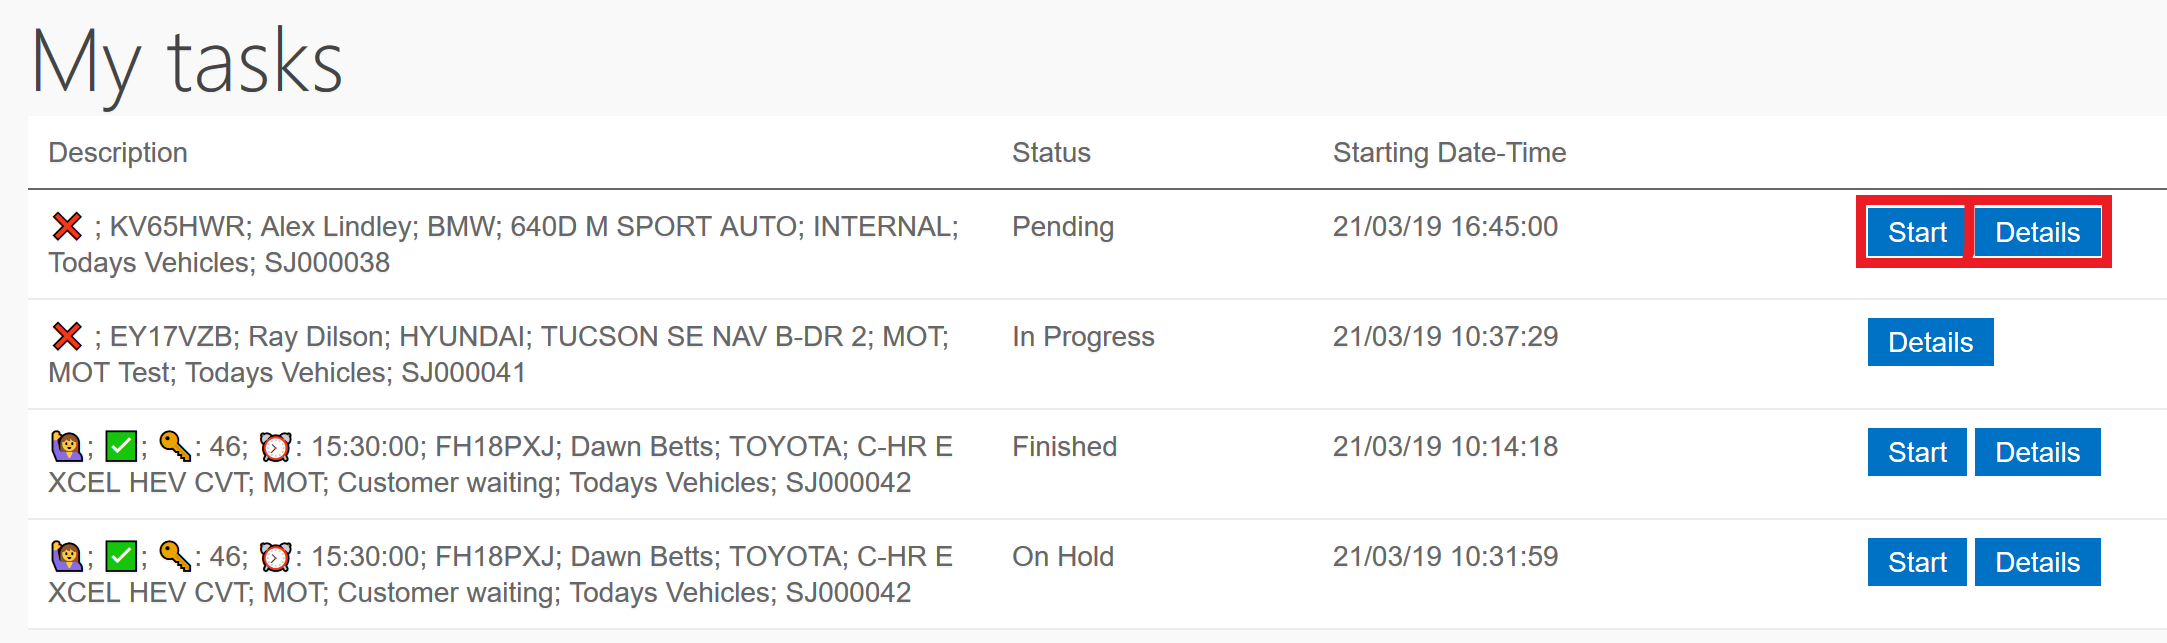 My tasks
Description Status Starting Date-Time
❌ ; KV65HWR; Alex Lindley; BMW; 640D M SPORT AUTO; INTERNAL; Pending 21/03/19 16:45:00 Start Details
Todays Vehicles; SJ000038
❌ ; EY17VZB; Ray Dilson; HYUNDAI; TUCSON SE NAV B-DR 2; MOT; In Progress 21/03/19 10:37:29 Details
MOT Test; Todays Vehicles; SJ000041
🙋‍♀️; ✅; 🔑: 46; ⏰: 15:30:00; FH18PXJ; Dawn Betts; TOYOTA; C-HR E Finished 21/03/19 10:14:18 Start Details
XCEL HEV CVT; MOT; Customer waiting; Todays Vehicles; SJ000042
🙋‍♀️; ✅; 🔑: 46; ⏰: 15:30:00; FH18PXJ; Dawn Betts; TOYOTA; C-HR E On Hold 21/03/19 10:31:59 Start Details
XCEL HEV CVT; MOT; Customer waiting; Todays Vehicles; SJ000042